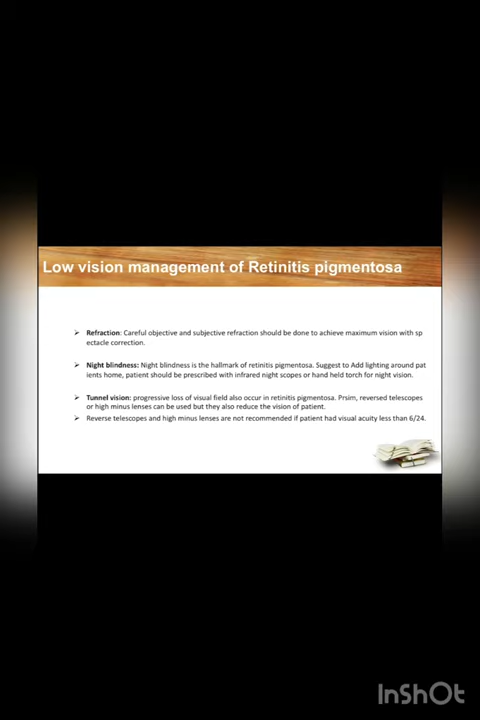 Low vision management of Retinitis pigmentosa
➢ Refraction: Careful objective and subjective refraction should be done to achieve maximum vision with sp
ectacle correction.
➢ Night blindness: Night blindness is the hallmark of retinitis pigmentosa. Suggest to Add lighting around pat
ients home, patient should be prescribed with infrared night scopes or hand held torch for night vision.
➢ Tunnel vision: progressive loss of visual field also occur in retinitis pigmentosa. Prsim, reversed telescopes
or high minus lenses can be used but they also reduce the vision of patient.
➢ Reverse telescopes and high minus lenses are not recommended if patient had visual acuity less than 6/24.
InShOt